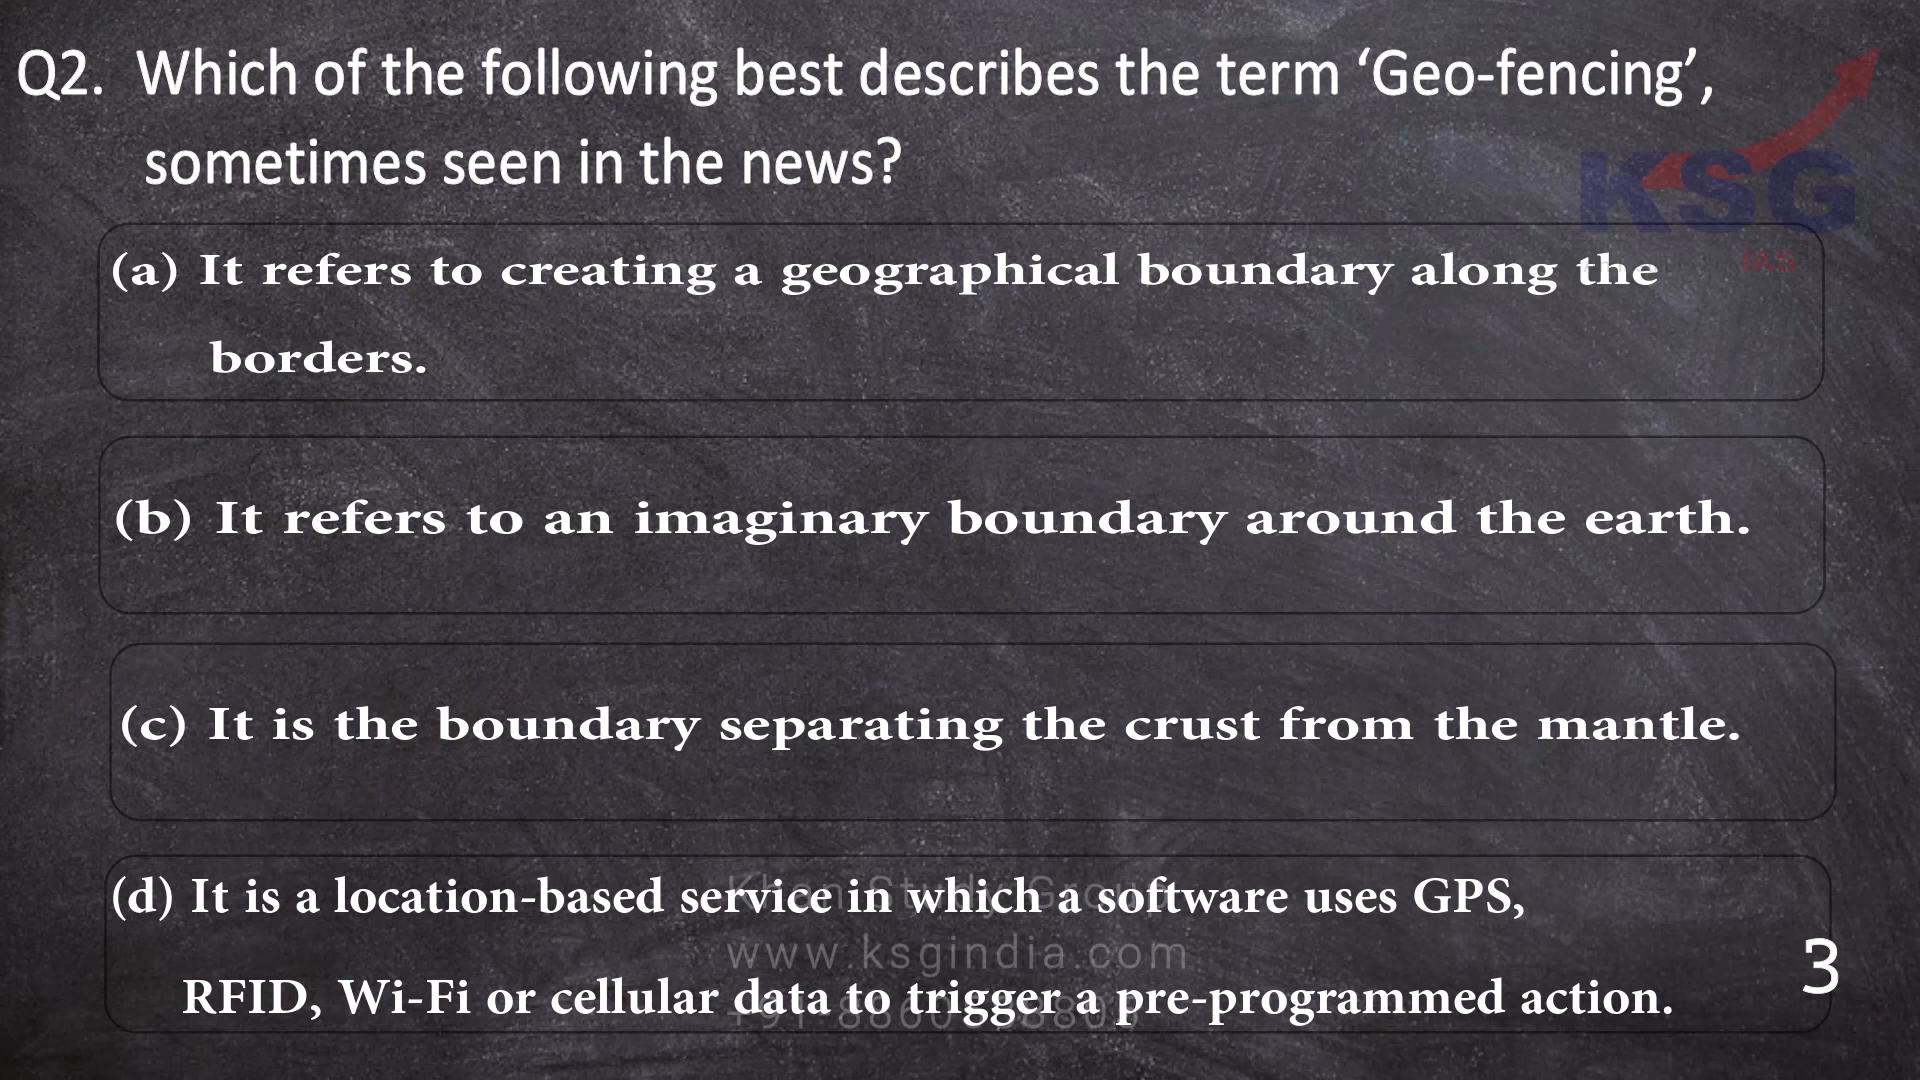 Q2. Which of the following best describes the term ‘Geo-fencing’,
sometimes seen in the news?
KSG
IAS
(a) It refers to creating a geographical boundary along the
borders.
(b) It refers to an imaginary boundary around the earth.
(c) It is the boundary separating the crust from the mantle.
(d) It is a location-based service in which a software uses GPS,
Khan Study Group
www.ksgindia.com
3
RFID, Wi-Fi or cellular data to trigger a pre-programmed action.